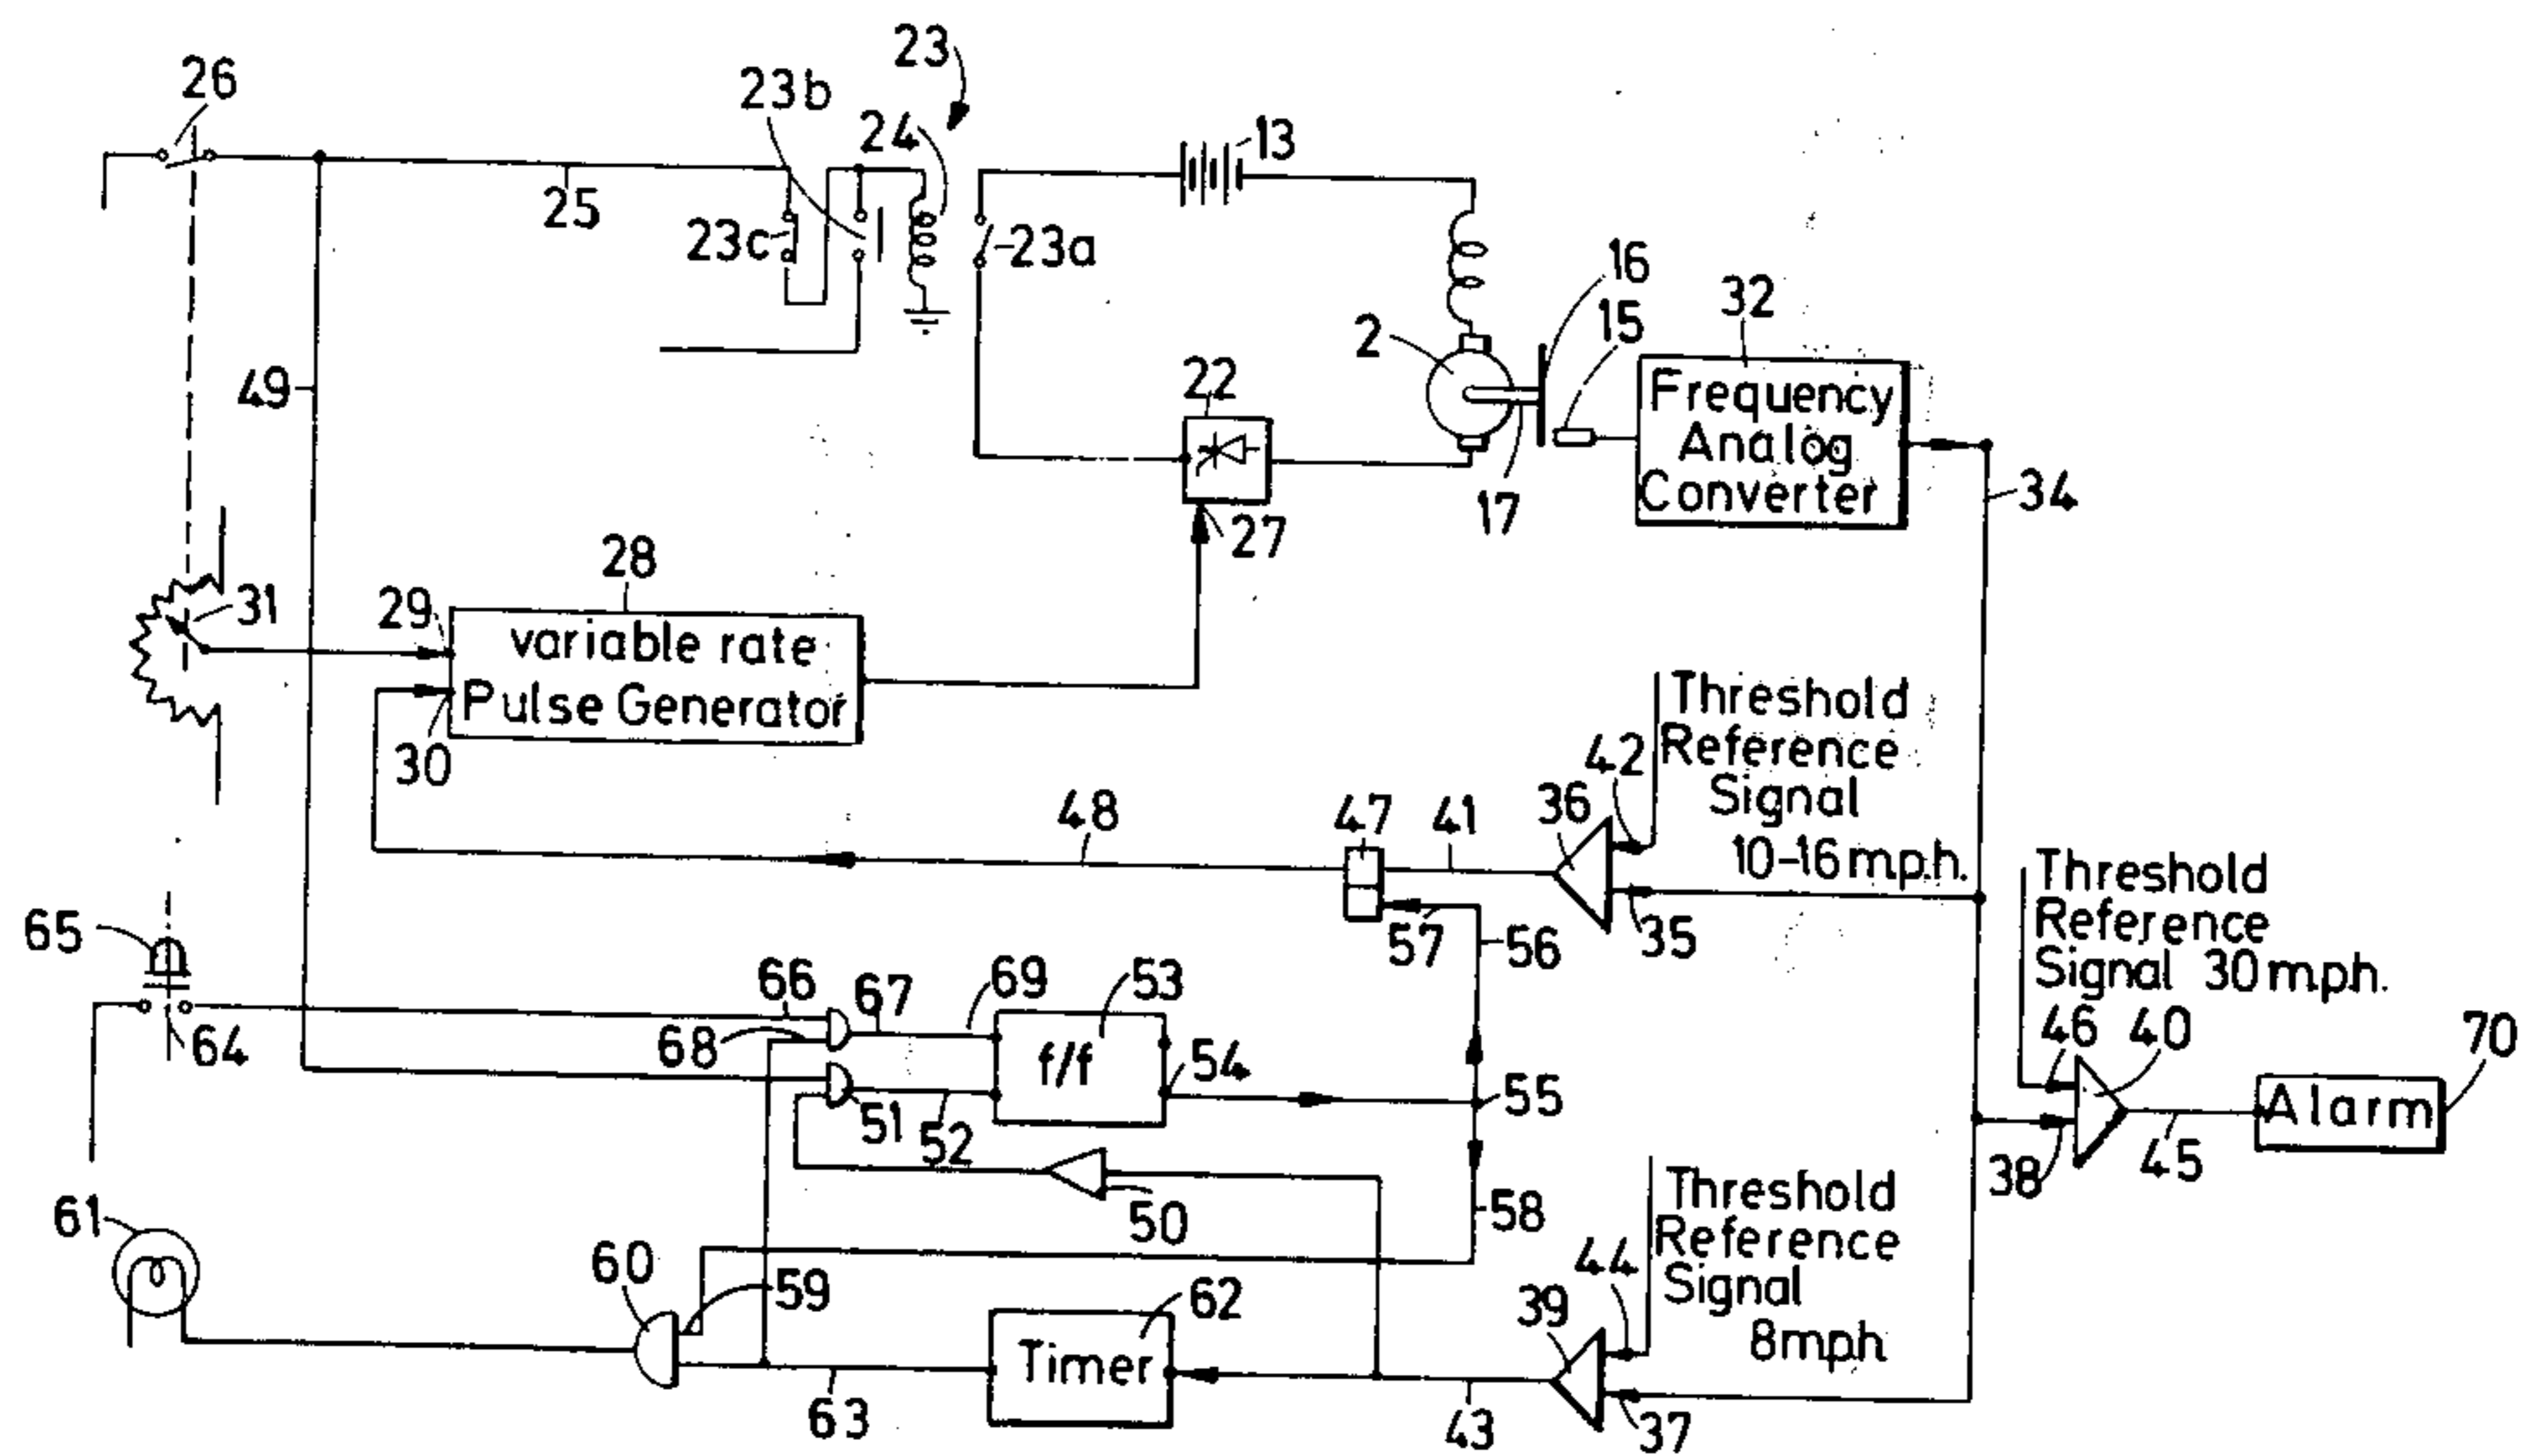 23
26
23b
24
13
25
23c
23a
16
15
32
2
Frequency
Analog
Converter
49
22
17
34
27
28
31
29
variable rate
Pulse Generator
30
Threshold
Reference
Signal
10-16 m.p.h.
42
36
48
47
41
35
57
56
Threshold
Reference
Signal 30 m.p.h.
46
40
70
65
66
67
69
53
64
68
f/f
54
55
51
52
Alarm
38
45
50
58
61
Threshold
Reference
Signal
8 mph
44
60
59
62
39
Timer
63
43
37